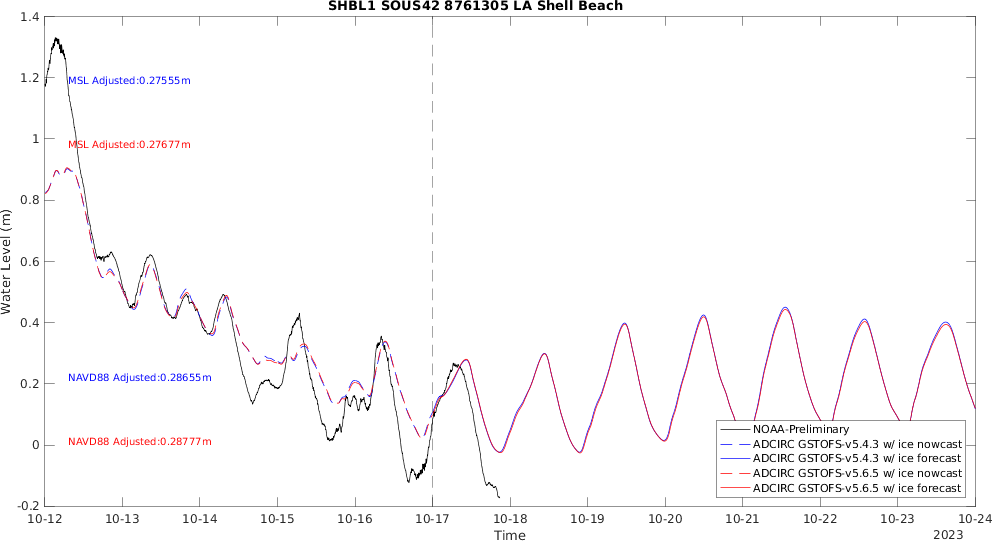 SHBL1 SOUS42 8761305 LA Shell Beach
1.4
1.2
1
0.8
0.6
0.4
0.2
0
-0.2
Water Level (m)
MSL Adjusted:0.27555m
MSL Adjusted:0.27677m
NAVD88 Adjusted:0.28655m
NAVD88 Adjusted:0.28777m
NOAA-Preliminary
ADCIRC GSTOFS-v5.4.3 w/ ice nowcast
ADCIRC GSTOFS-v5.4.3 w/ ice forecast
ADCIRC GSTOFS-v5.6.5 w/ ice nowcast
ADCIRC GSTOFS-v5.6.5 w/ ice forecast
10-12 10-13 10-14 10-15 10-16 10-17 10-18 10-19 10-20 10-21 10-22 10-23 10-24
Time
2023